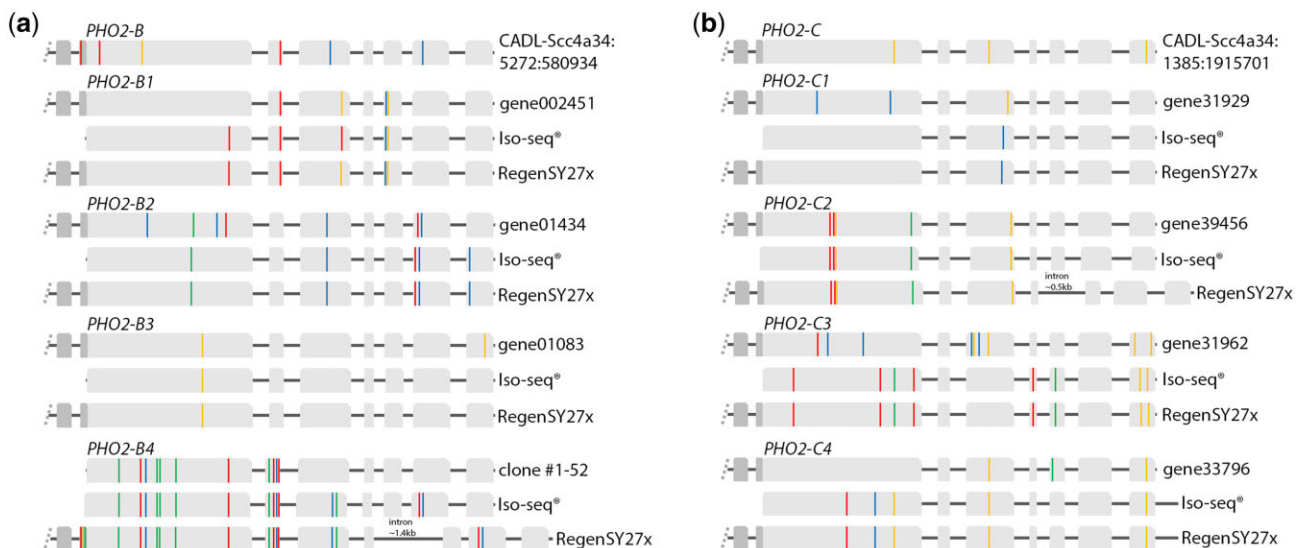 (a)
PHO2-B
CADL-Scc4a34:
5272:580934
PHO2-B1
gene002451
Iso-seq®
RegenSY27x
PHO2-B2
gene01434
Iso-seq®
RegenSY27x
PHO2-B3
gene01083
Iso-seq®
RegenSY27x
PHO2-B4
clone #1-52
Iso-seq®
intron
~1.4kb
RegenSY27x
(b)
PHO2-C
CADL-Scc4a34:
1385:1915701
PHO2-C1
gene31929
Iso-seq®
RegenSY27x
PHO2-C2
gene39456
Iso-seq®
intron
~0.5kb
RegenSY27x
PHO2-C3
gene31962
Iso-seq®
RegenSY27x
PHO2-C4
gene33796
Iso-seq®
RegenSY27x